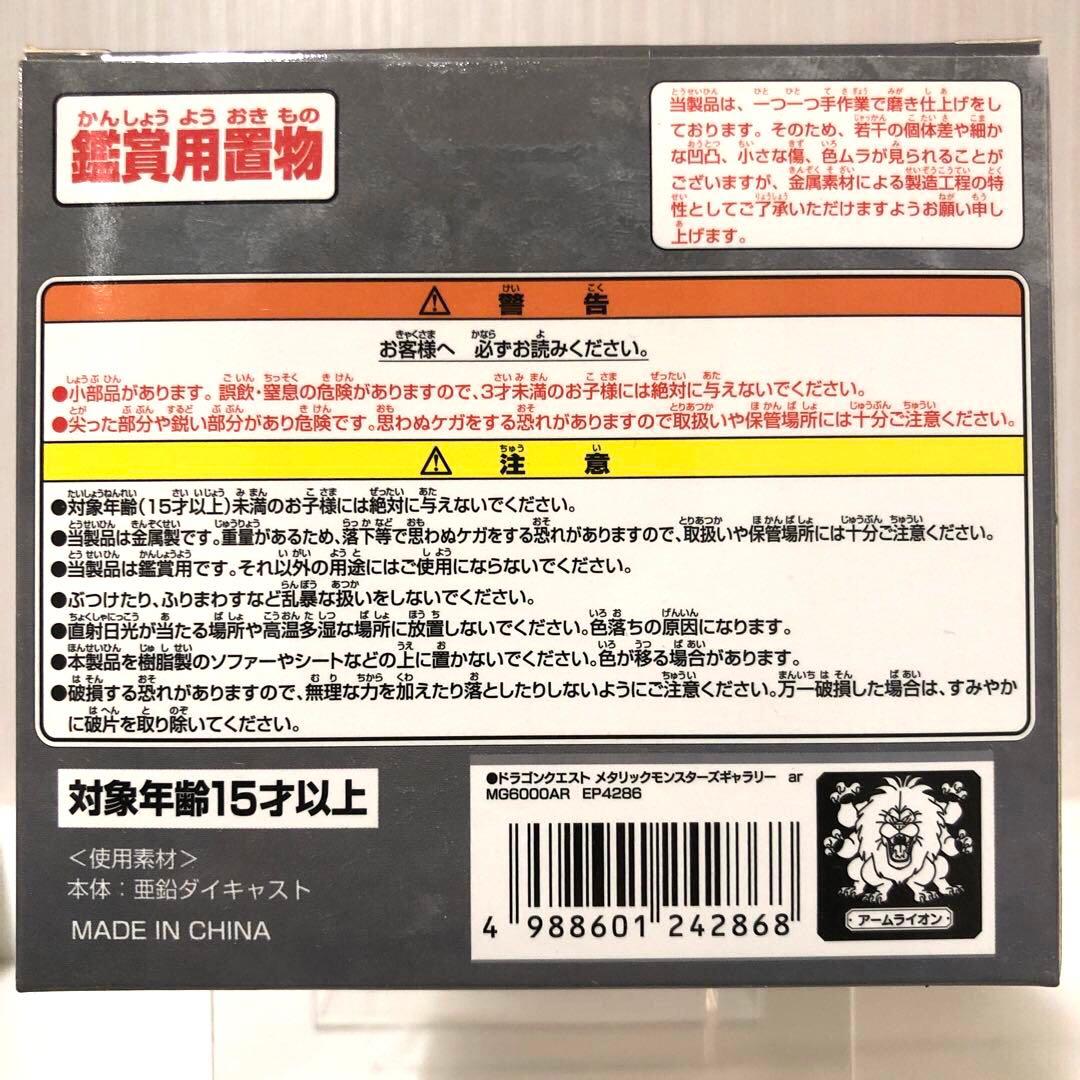 かんしょう よう おき もの
鑑賞用置物
当製品は、一つ一つ手作業で磨き仕上げをし
ております。そのため、若干の個体差や細か
な凹凸、小さな傷、色ムラが見られることが
ございますが、金属素材による製造工程の特
性としてご了承いただけますようお願い申し
上げます。
⚠ 警告
お客様へ 必ずお読みください。
●小部品があります。誤飲・窒息の危険がありますので、3才未満のお子様には絶対に与えないでください。
●尖った部分や鋭い部分があり危険です。思わぬケガをする恐れがありますので取扱いや保管場所には十分ご注意ください。
⚠ 注意
●対象年齢(15才以上)未満のお子様には絶対に与えないでください。
●当製品は金属製です。重量があるため、落下等で思わぬケガをする恐れがありますので、取扱いや保管場所には十分ご注意ください。
●当製品は鑑賞用です。それ以外の用途にはご使用にならないでください。
●ぶつけたり、ふりまわすなど乱暴な扱いをしないでください。
●直射日光が当たる場所や高温多湿な場所に放置しないでください。色落ちの原因になります。
●本製品を樹脂製のソファーやシートなどの上に置かないでください。色が移る場合があります。
●破損する恐れがありますので、無理な力を加えたり落としたりしないようにご注意ください。万一破損した場合は、すみやか
に破片を取り除いてください。
対象年齢15才以上
＜使用素材＞
本体：亜鉛ダイキャスト
MADE IN CHINA
●ドラゴンクエスト メタリックモンスターズギャラリー ar
MG6000AR EP4286
4 988601 242868
アームライオン